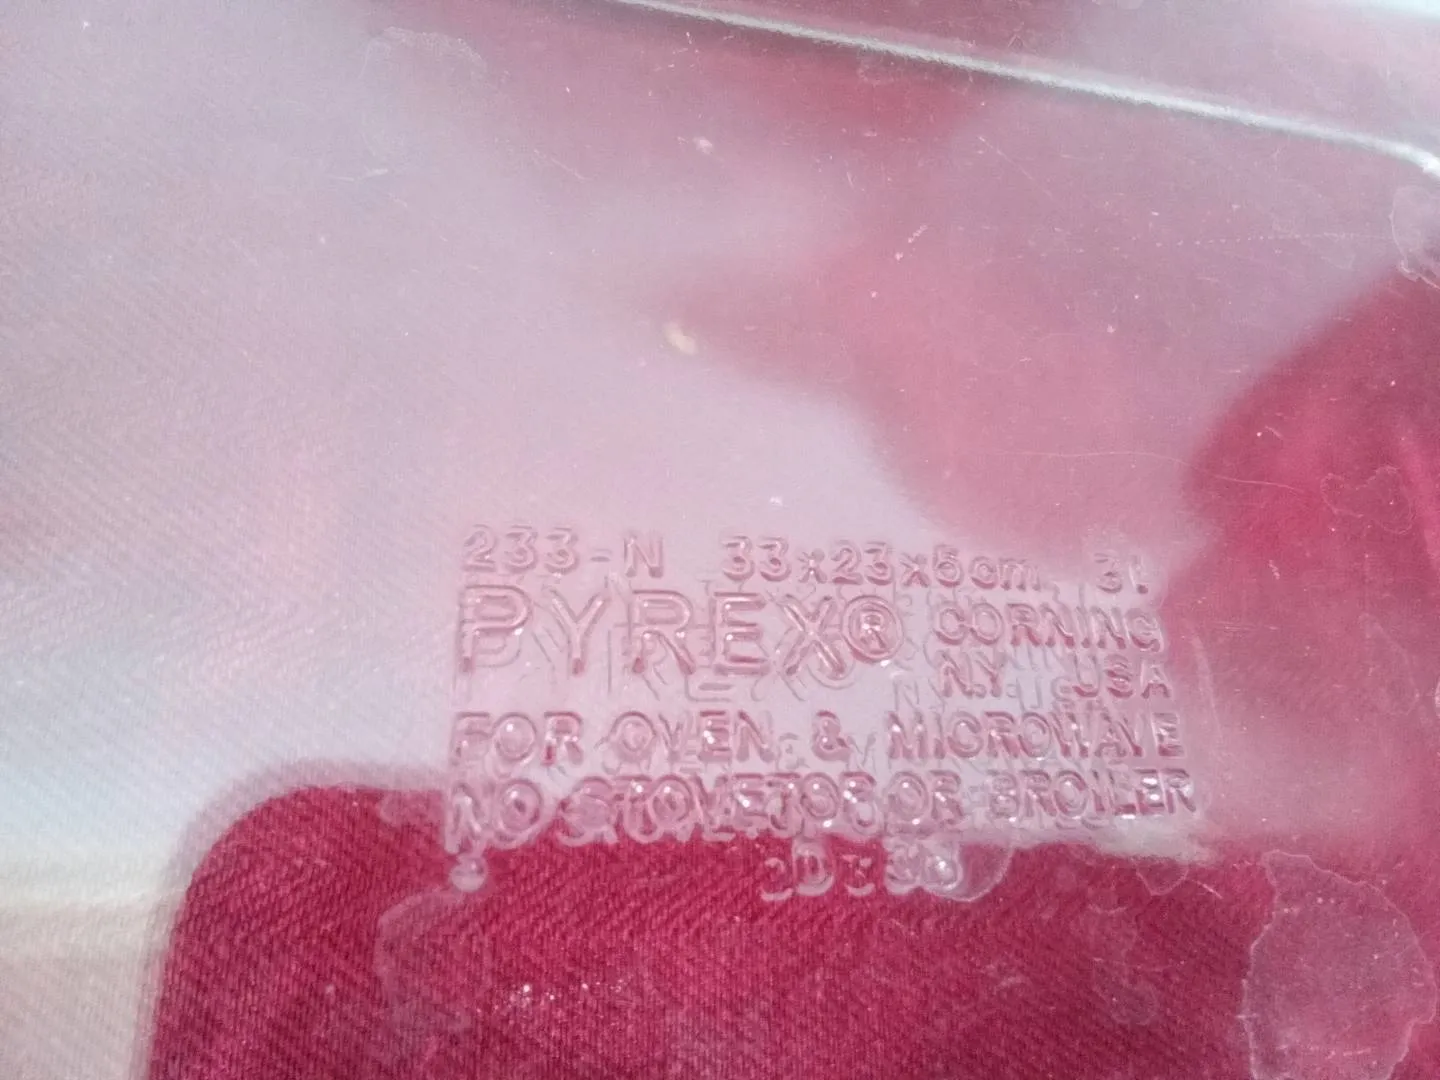 233-N 33x23x5cm, 3l
PYREX® CORNING
N.Y. USA
FOR OVEN & MICROWAVE
NO STOVETOP OR BROILER